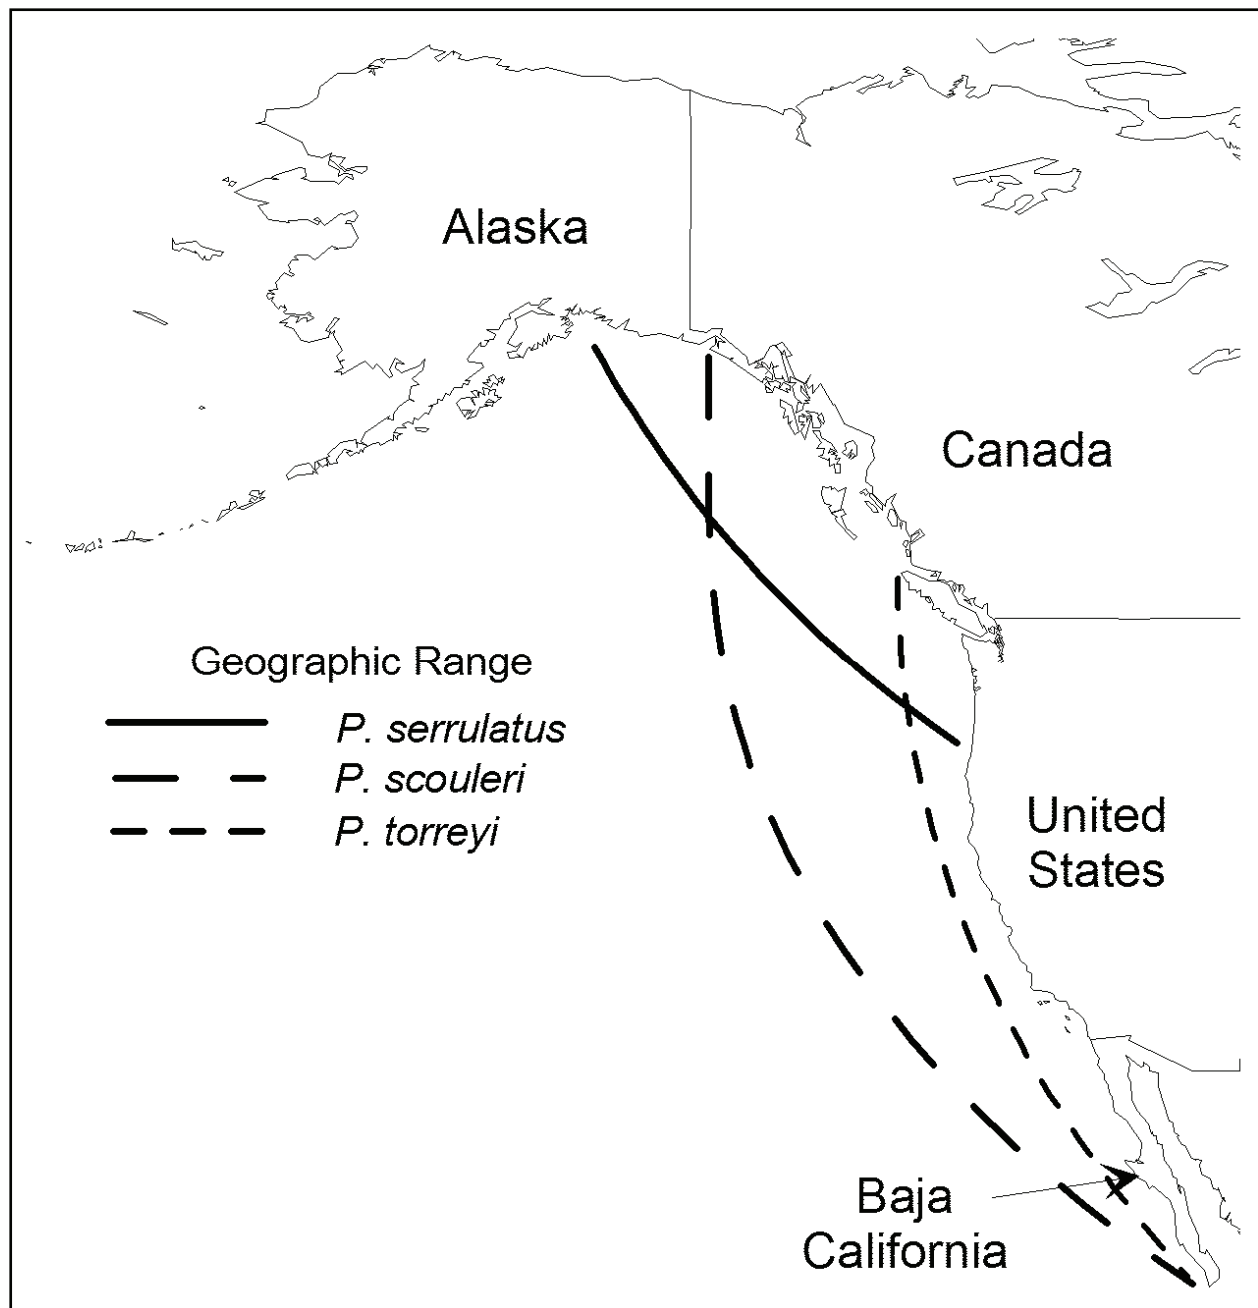 Alaska
Canada
Geographic Range
P. serrulatus
P. scouleri
P. torreyi
United
States
Baja
California